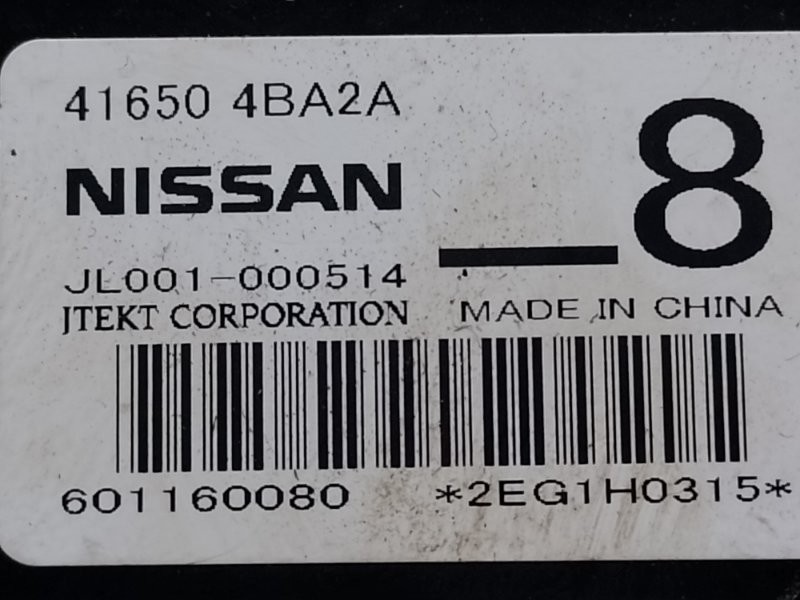 41650 4BA2A
NISSAN
_8
JL001-000514
JTEKT CORPORATION
MADE IN CHINA
601160080 *2EG1H0315*